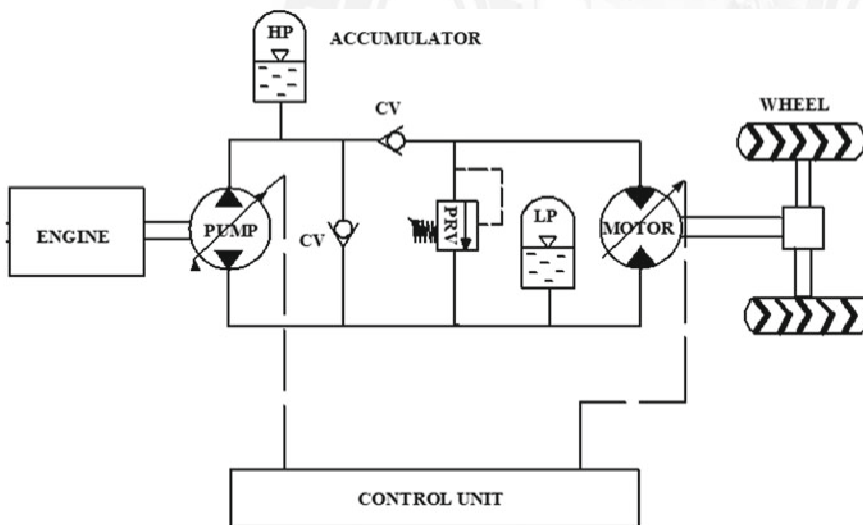 HP
ACCUMULATOR
CV
WHEEL
ENGINE
PUMP
CV
PRV
LP
MOTOR
CONTROL UNIT